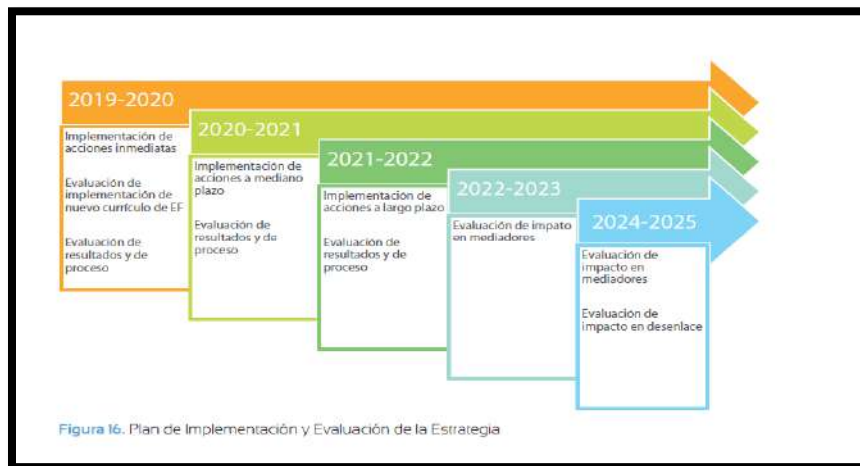 2019-2020
Implementación de
acciones inmediatas
Evaluación de
implementación de
nuevo currículo de EF
Evaluación de
resultados y de
proceso
2020-2021
Implementación de
acciones a mediano
plazo
Evaluación de
resultados y de
proceso
2021-2022
Implementación de
acciones a largo plazo
Evaluación de
resultados y de
proceso
2022-2023
Evaluación de impato
en mediadores
2024-2025
Evaluación de
impacto en
mediadores
Evaluación de
impacto en desenlace
Figura 16. Plan de Implementación y Evaluación de la Estrategia